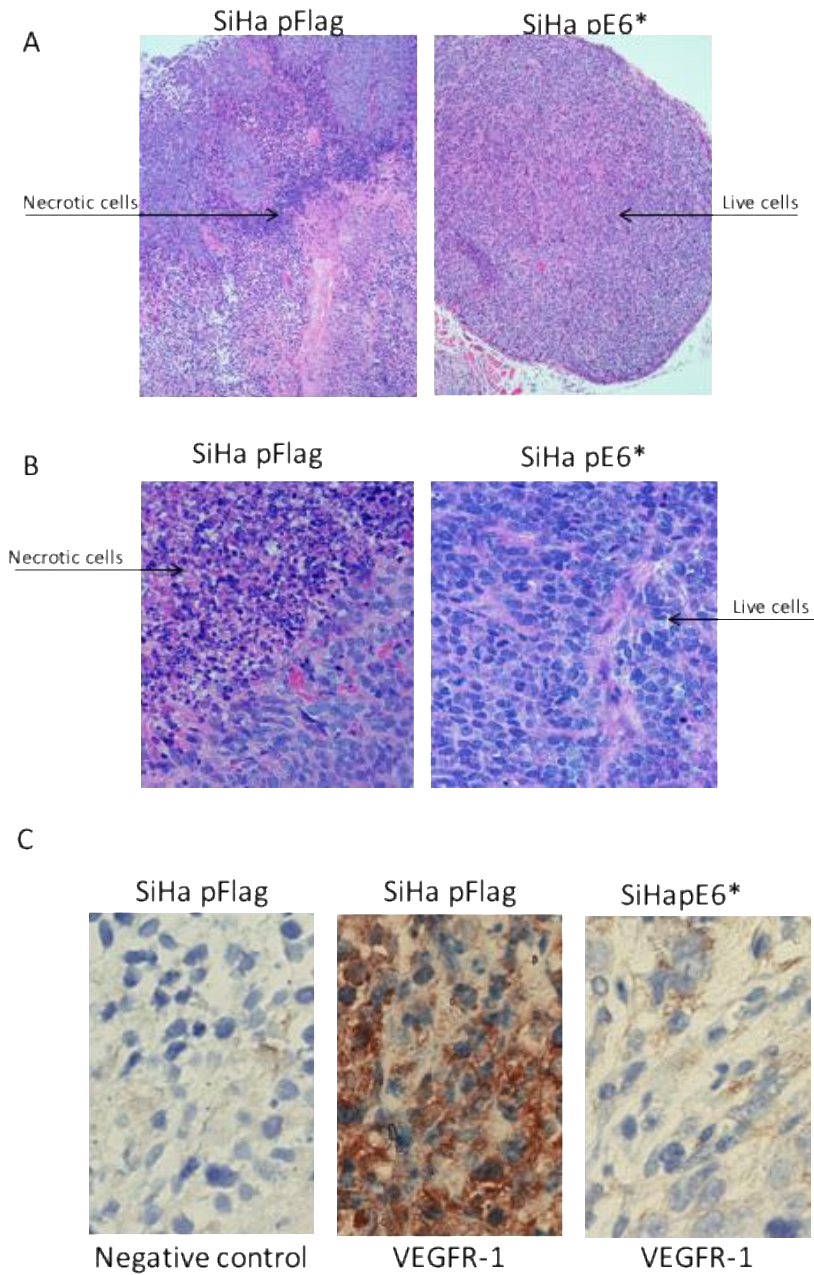 A
SiHa pFlag
SiHa pE6*
Necrotic cells
Live cells
B
SiHa pFlag
SiHa pE6*
Necrotic cells
Live cells
C
SiHa pFlag
SiHa pFlag
SiHapE6*
Negative control
VEGFR-1
VEGFR-1